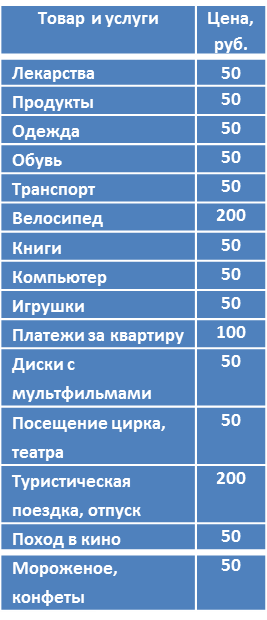 Товар и услуги Цена,
руб.
Лекарства 50
Продукты 50
Одежда 50
Обувь 50
Транспорт 50
Велосипед 200
Книги 50
Компьютер 50
Игрушки 50
Платежи за квартиру 100
Диски с 50
мультфильмами
Посещение цирка, 50
театра
Туристическая 200
поездка, отпуск
Поход в кино 50
Мороженое, 50
конфеты